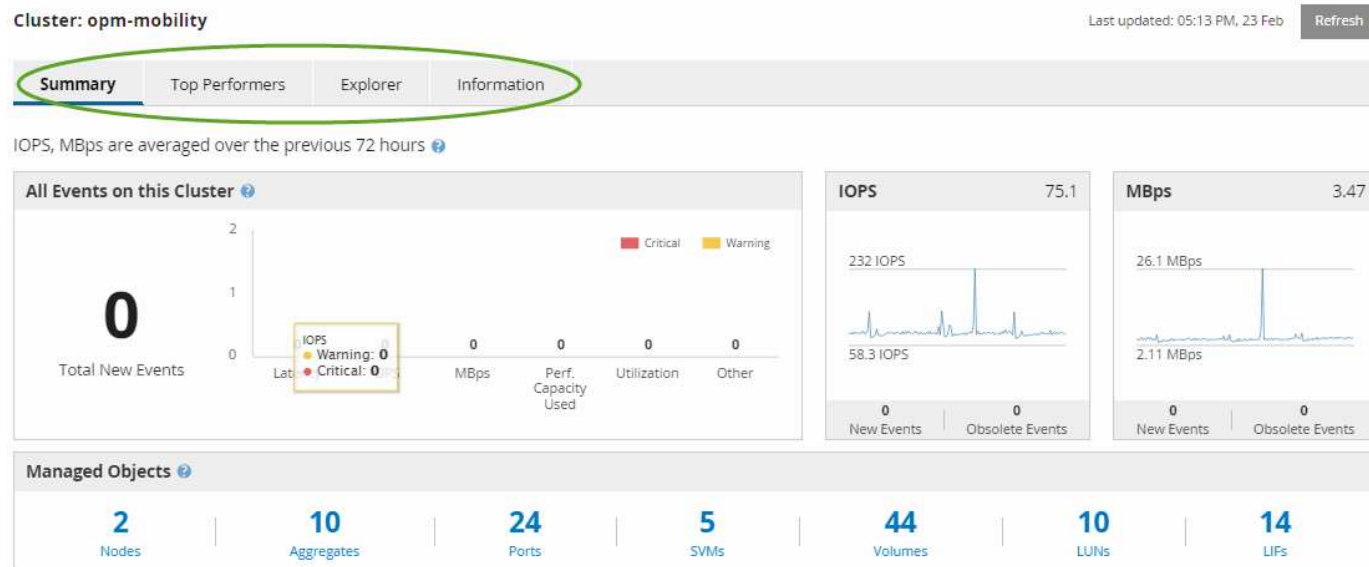 Cluster: opm-mobility
Last updated: 05:13 PM, 23 Feb
Refresh
Summary
Top Performers
Explorer
Information
IOPS, MBps are averaged over the previous 72 hours
All Events on this Cluster
0
Total New Events
2
1
0
Critical
Warning
IOPS
Warning: 0
Critical: 0
0
0
0
0
MBps
Perf.
Capacity
Used
Utilization
Other
IOPS 75.1
232 IOPS
58.3 IOPS
0
New Events
0
Obsolete Events
MBps 3.47
26.1 MBps
2.11 MBps
0
New Events
0
Obsolete Events
Managed Objects
2
Nodes
10
Aggregates
24
Ports
5
SVMs
44
Volumes
10
LUNs
14
LIFs